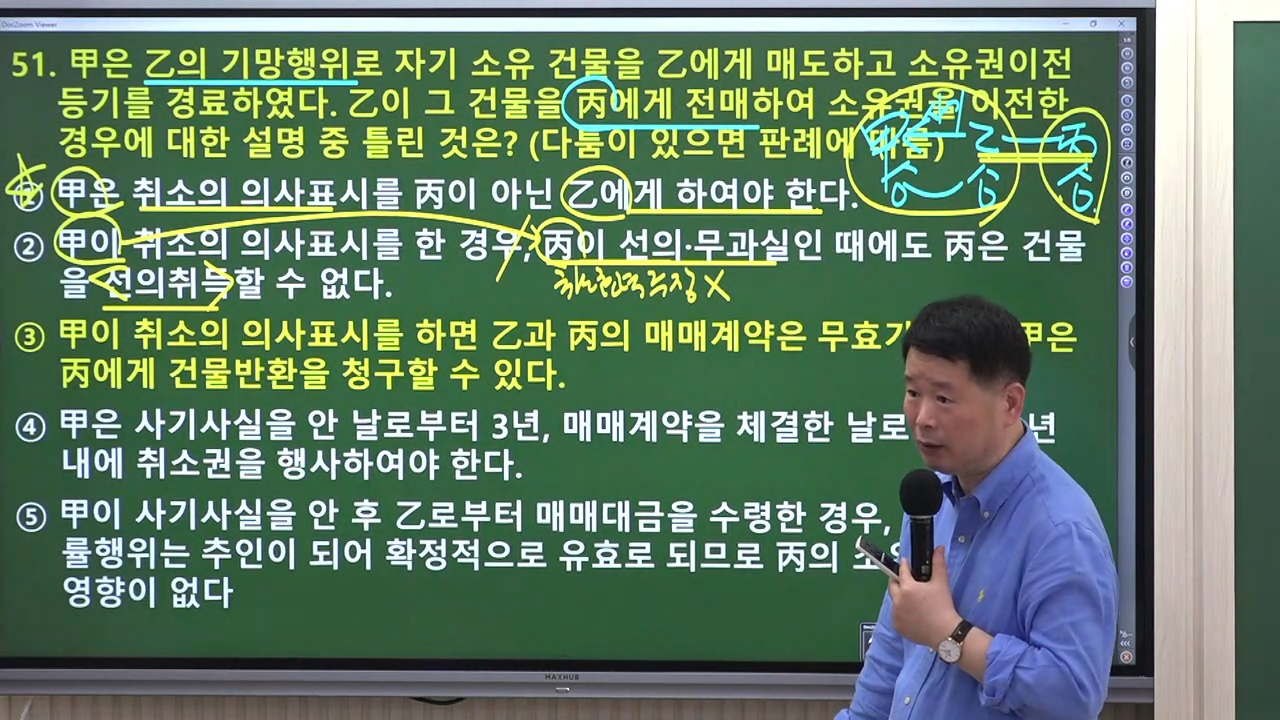 DocZoom Viewer
51. 甲은 乙의 기망행위로 자기 소유 건물을 乙에게 매도하고 소유권이전
등기를 경료하였다. 乙이 그 건물을 丙에게 전매하여 소유권을 이전한
경우에 대한 설명 중 틀린 것은? (다툼이 있으면 판례에 따름)
甲은 취소의 의사표시를 丙이 아닌 乙에게 하여야 한다.
② 甲이 취소의 의사표시를 한 경우, 丙이 선의·무과실인 때에도 丙은 건물
을 선의취득할 수 없다.
③ 甲이 취소의 의사표시를 하면 乙과 丙의 매매계약은 무효가 甲은
丙에게 건물반환을 청구할 수 있다.
④ 甲은 사기사실을 안 날로부터 3년, 매매계약을 체결한 날로 년
내에 취소권을 행사하여야 한다.
⑤ 甲이 사기사실을 안 후 乙로부터 매매대금을 수령한 경우,
률행위는 추인이 되어 확정적으로 유효로 되므로 丙의
영향이 없다
乙 丙
MAXHUB